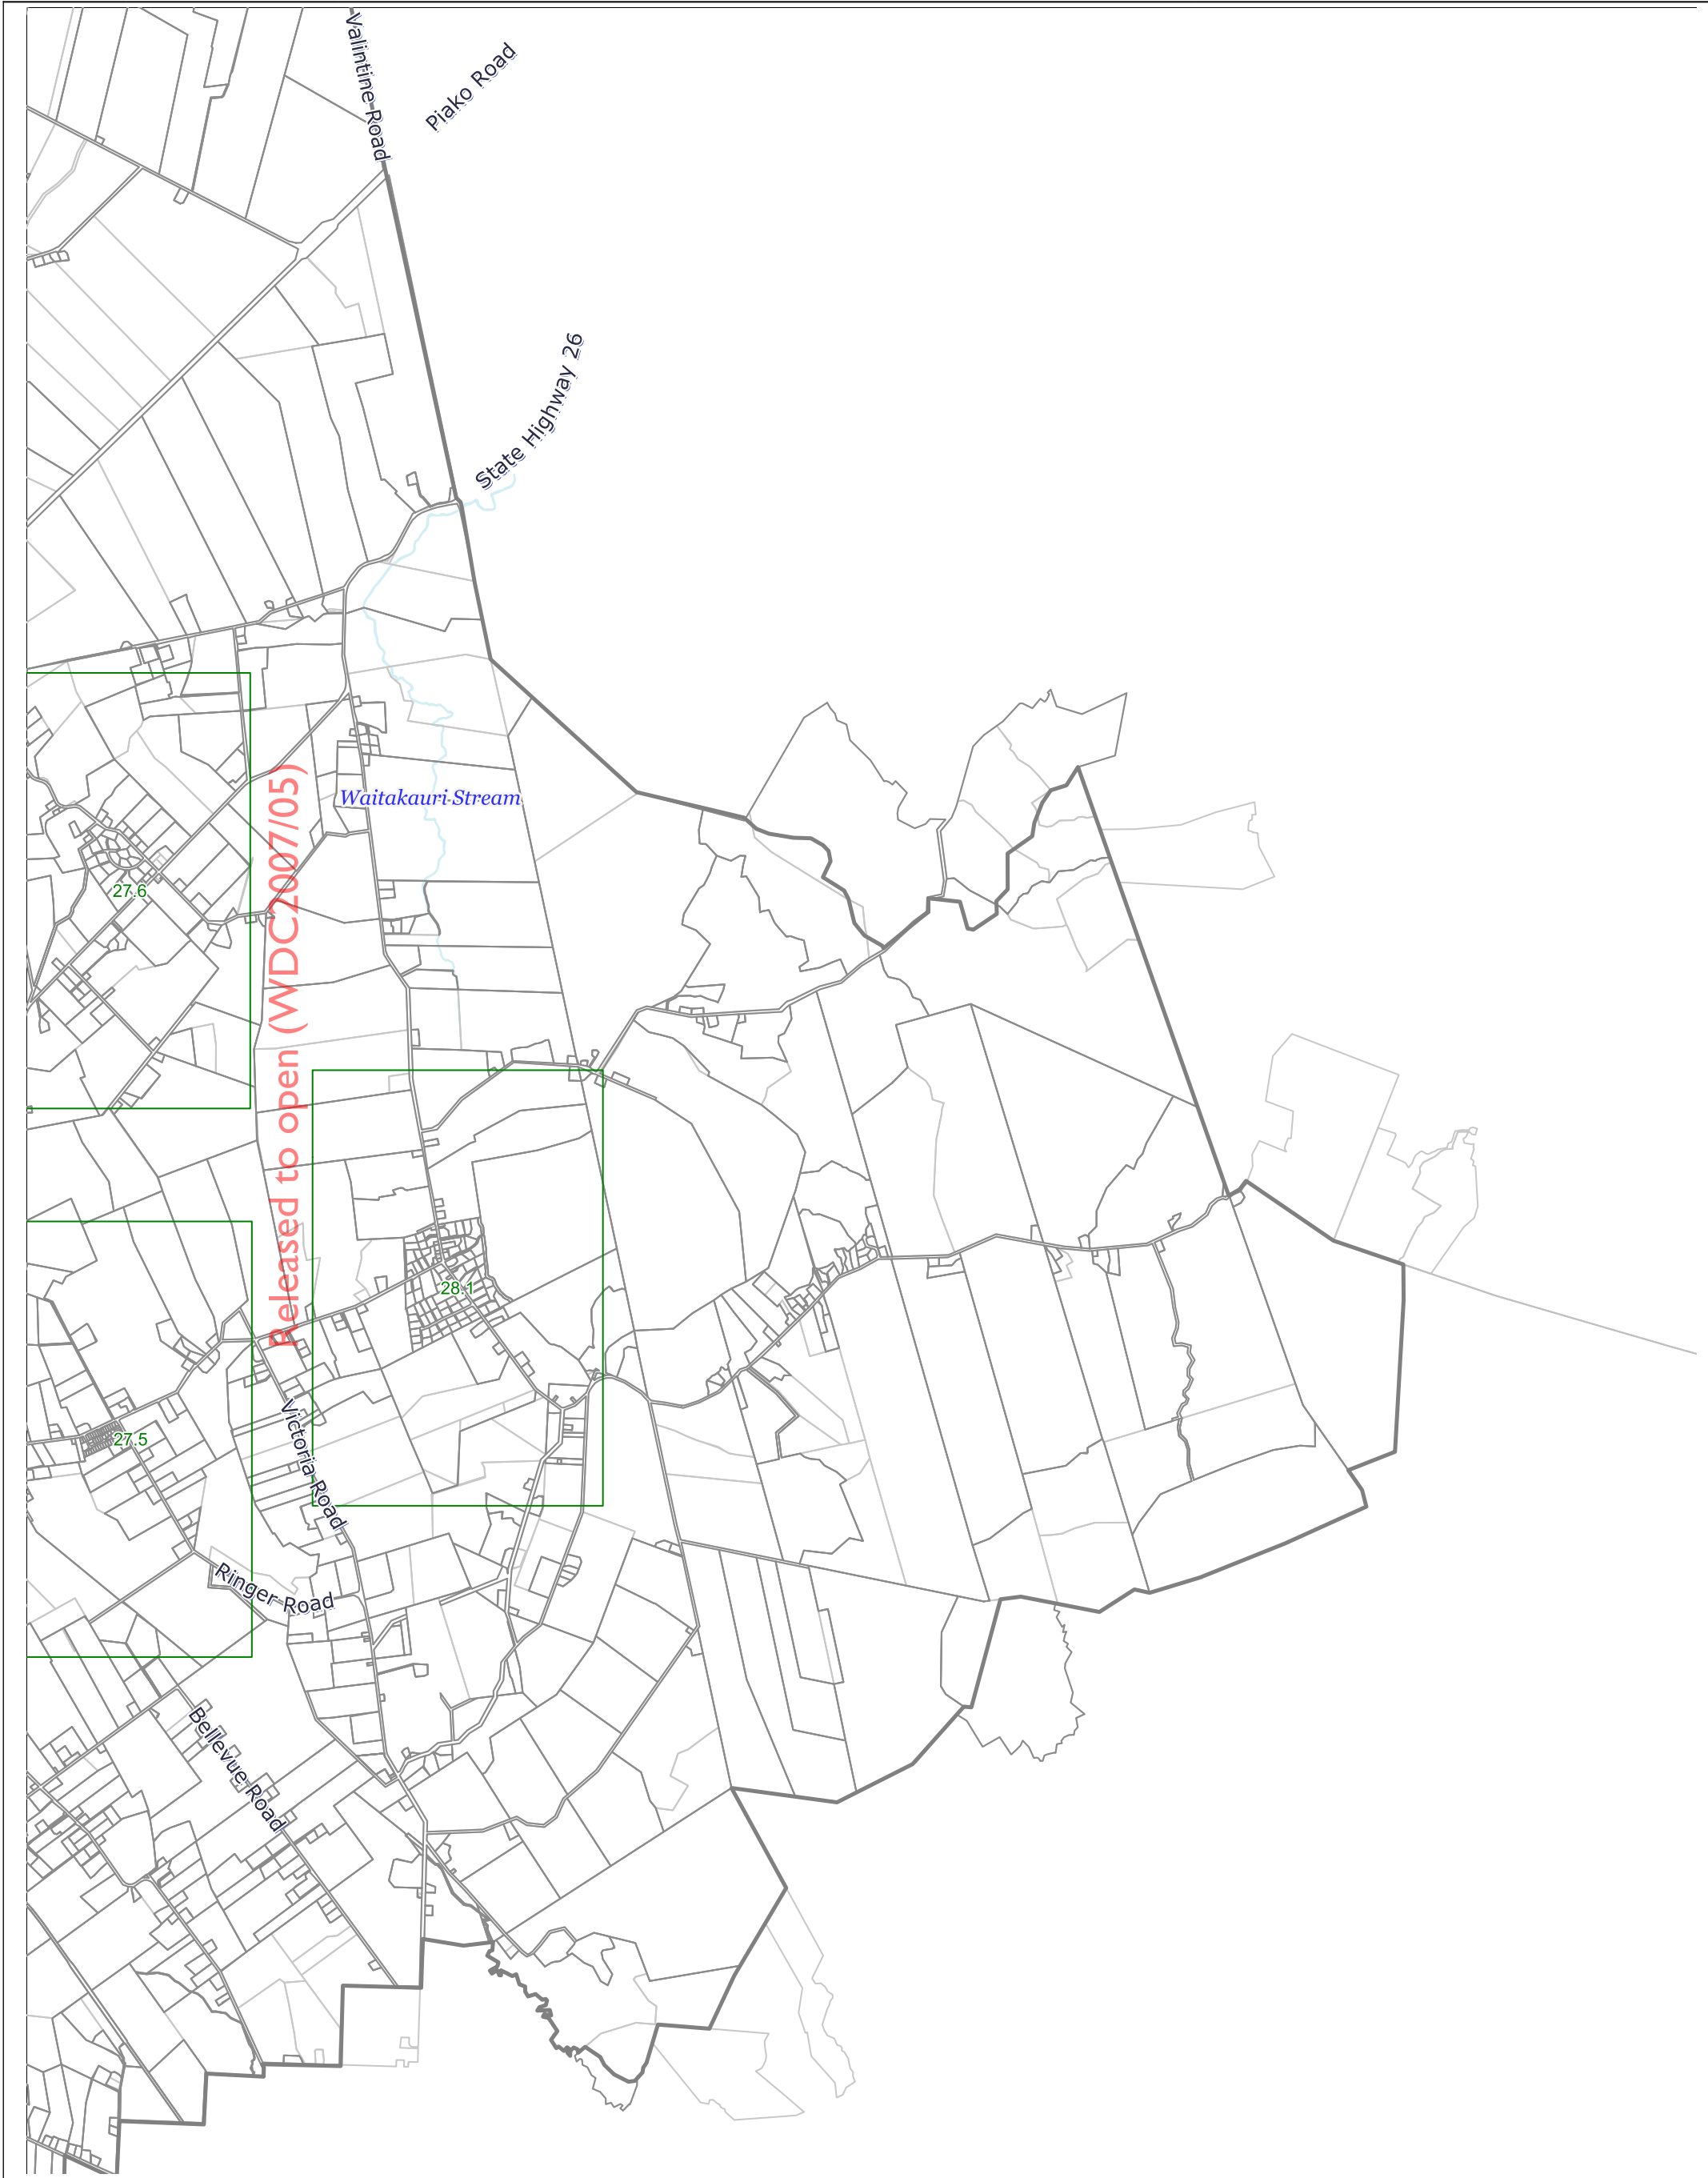 Valintine Road
Piako Road
State Highway 26
Waitakauri Stream
27.6
Released to open (WDC2007/05)
28.1
27.5
Victoria Road
Ringer Road
Bellevue Road